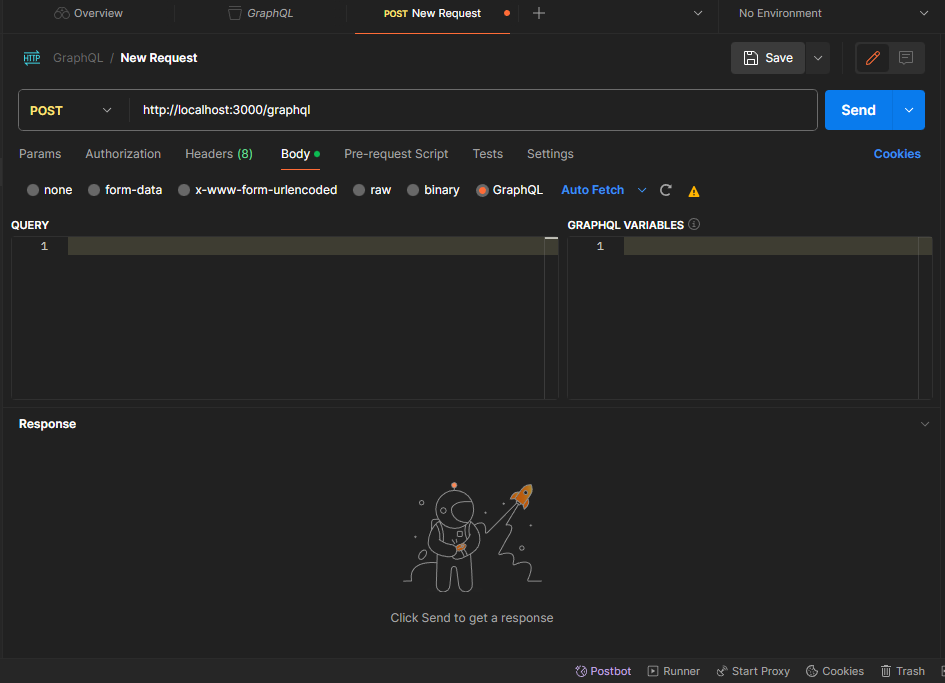 Overview GraphQL POST New Request No Environment
HTTP GraphQL / New Request Save
POST http://localhost:3000/graphql Send
Params Authorization Headers (8) Body Pre-request Script Tests Settings Cookies
none form-data x-www-form-urlencoded raw binary GraphQL Auto Fetch
QUERY GRAPHQL VARIABLES
1 1
Response
Click Send to get a response
Postbot Runner Start Proxy Cookies Trash